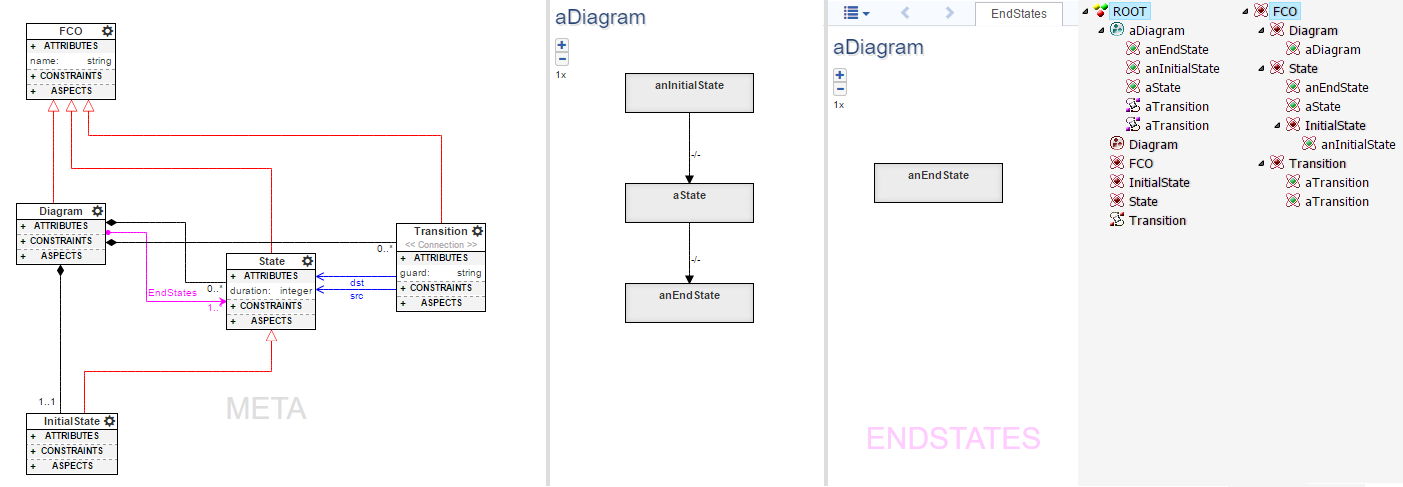 FCO
+ ATTRIBUTES
name: string
+ CONSTRAINTS
+ ASPECTS
Diagram
+ ATTRIBUTES
+ CONSTRAINTS
+ ASPECTS
Transition
<< Connection >>
+ ATTRIBUTES
guard: string
+ CONSTRAINTS
+ ASPECTS
0..*
State
+ ATTRIBUTES
duration: integer
+ CONSTRAINTS
+ ASPECTS
0..*
EndStates
1..*
dst
src
1..1
InitialState
+ ATTRIBUTES
+ CONSTRAINTS
+ ASPECTS
META
aDiagram
+
−
1x
anInitialState
-/-
aState
-/-
anEndState
EndStates
aDiagram
+
−
1x
anEndState
ENDSTATES
ROOT
aDiagram
anEndState
anInitialState
aState
aTransition
aTransition
Diagram
FCO
InitialState
State
Transition
FCO
Diagram
aDiagram
State
anEndState
aState
InitialState
anInitialState
Transition
aTransition
aTransition